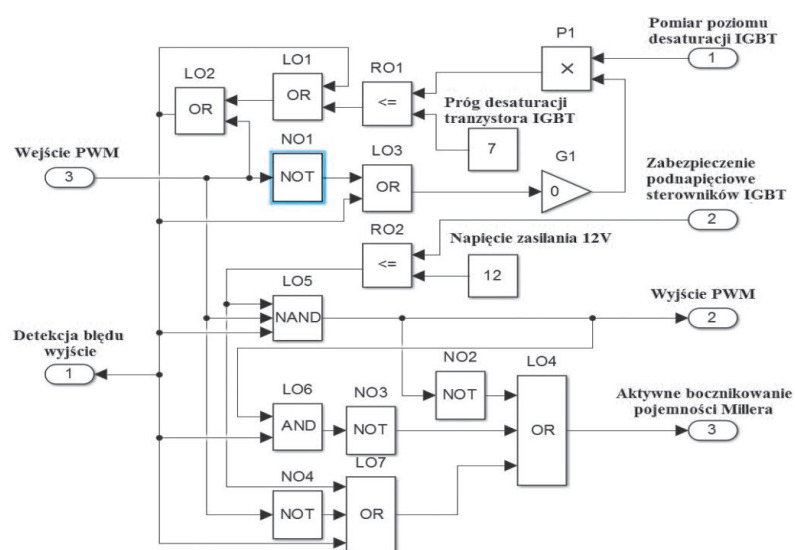 P1
Pomiar poziomu
desaturacji IGBT
1
×
LO1
LO2
OR
OR
RO1
<=
Próg desaturacji
tranzystora IGBT
7
NO1
NOT
LO3
OR
G1
0
Wejście PWM
3
Zabezpieczenie
podnapięciowe
sterowników IGBT
2
RO2
<=
Napięcie zasilania 12V
12
LO5
NAND
Wyjście PWM
2
Detekcja błędu
wyjście
1
NO2
NOT
LO4
OR
LO6
AND
NO3
NOT
Aktywne bocznikowanie
pojemności Millera
3
NO4
NOT
LO7
OR